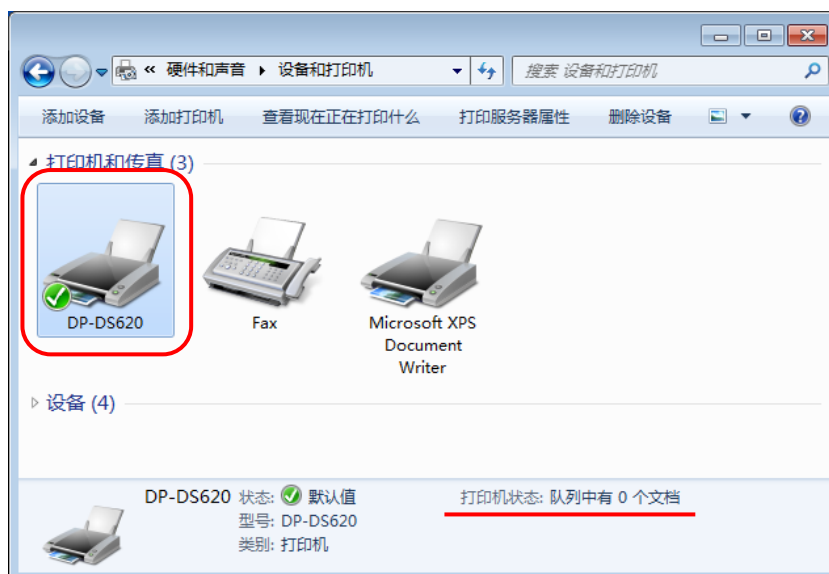 « 硬件和声音 ▸ 设备和打印机
搜索 设备和打印机
添加设备 添加打印机 查看现在正在打印什么 打印服务器属性 删除设备
打印机和传真 (3)
DP-DS620
Fax
Microsoft XPS
Document
Writer
设备 (4)
DP-DS620 状态: 默认值 打印机状态: 队列中有 0 个文档
型号: DP-DS620
类别: 打印机